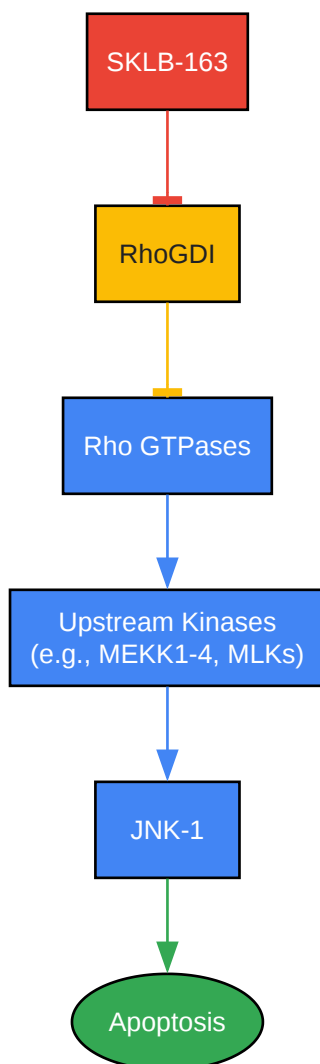 SKLB-163
RhoGDI
Rho GTPases
Upstream Kinases
(e.g., MEKK1-4, MLKs)
JNK-1
Apoptosis